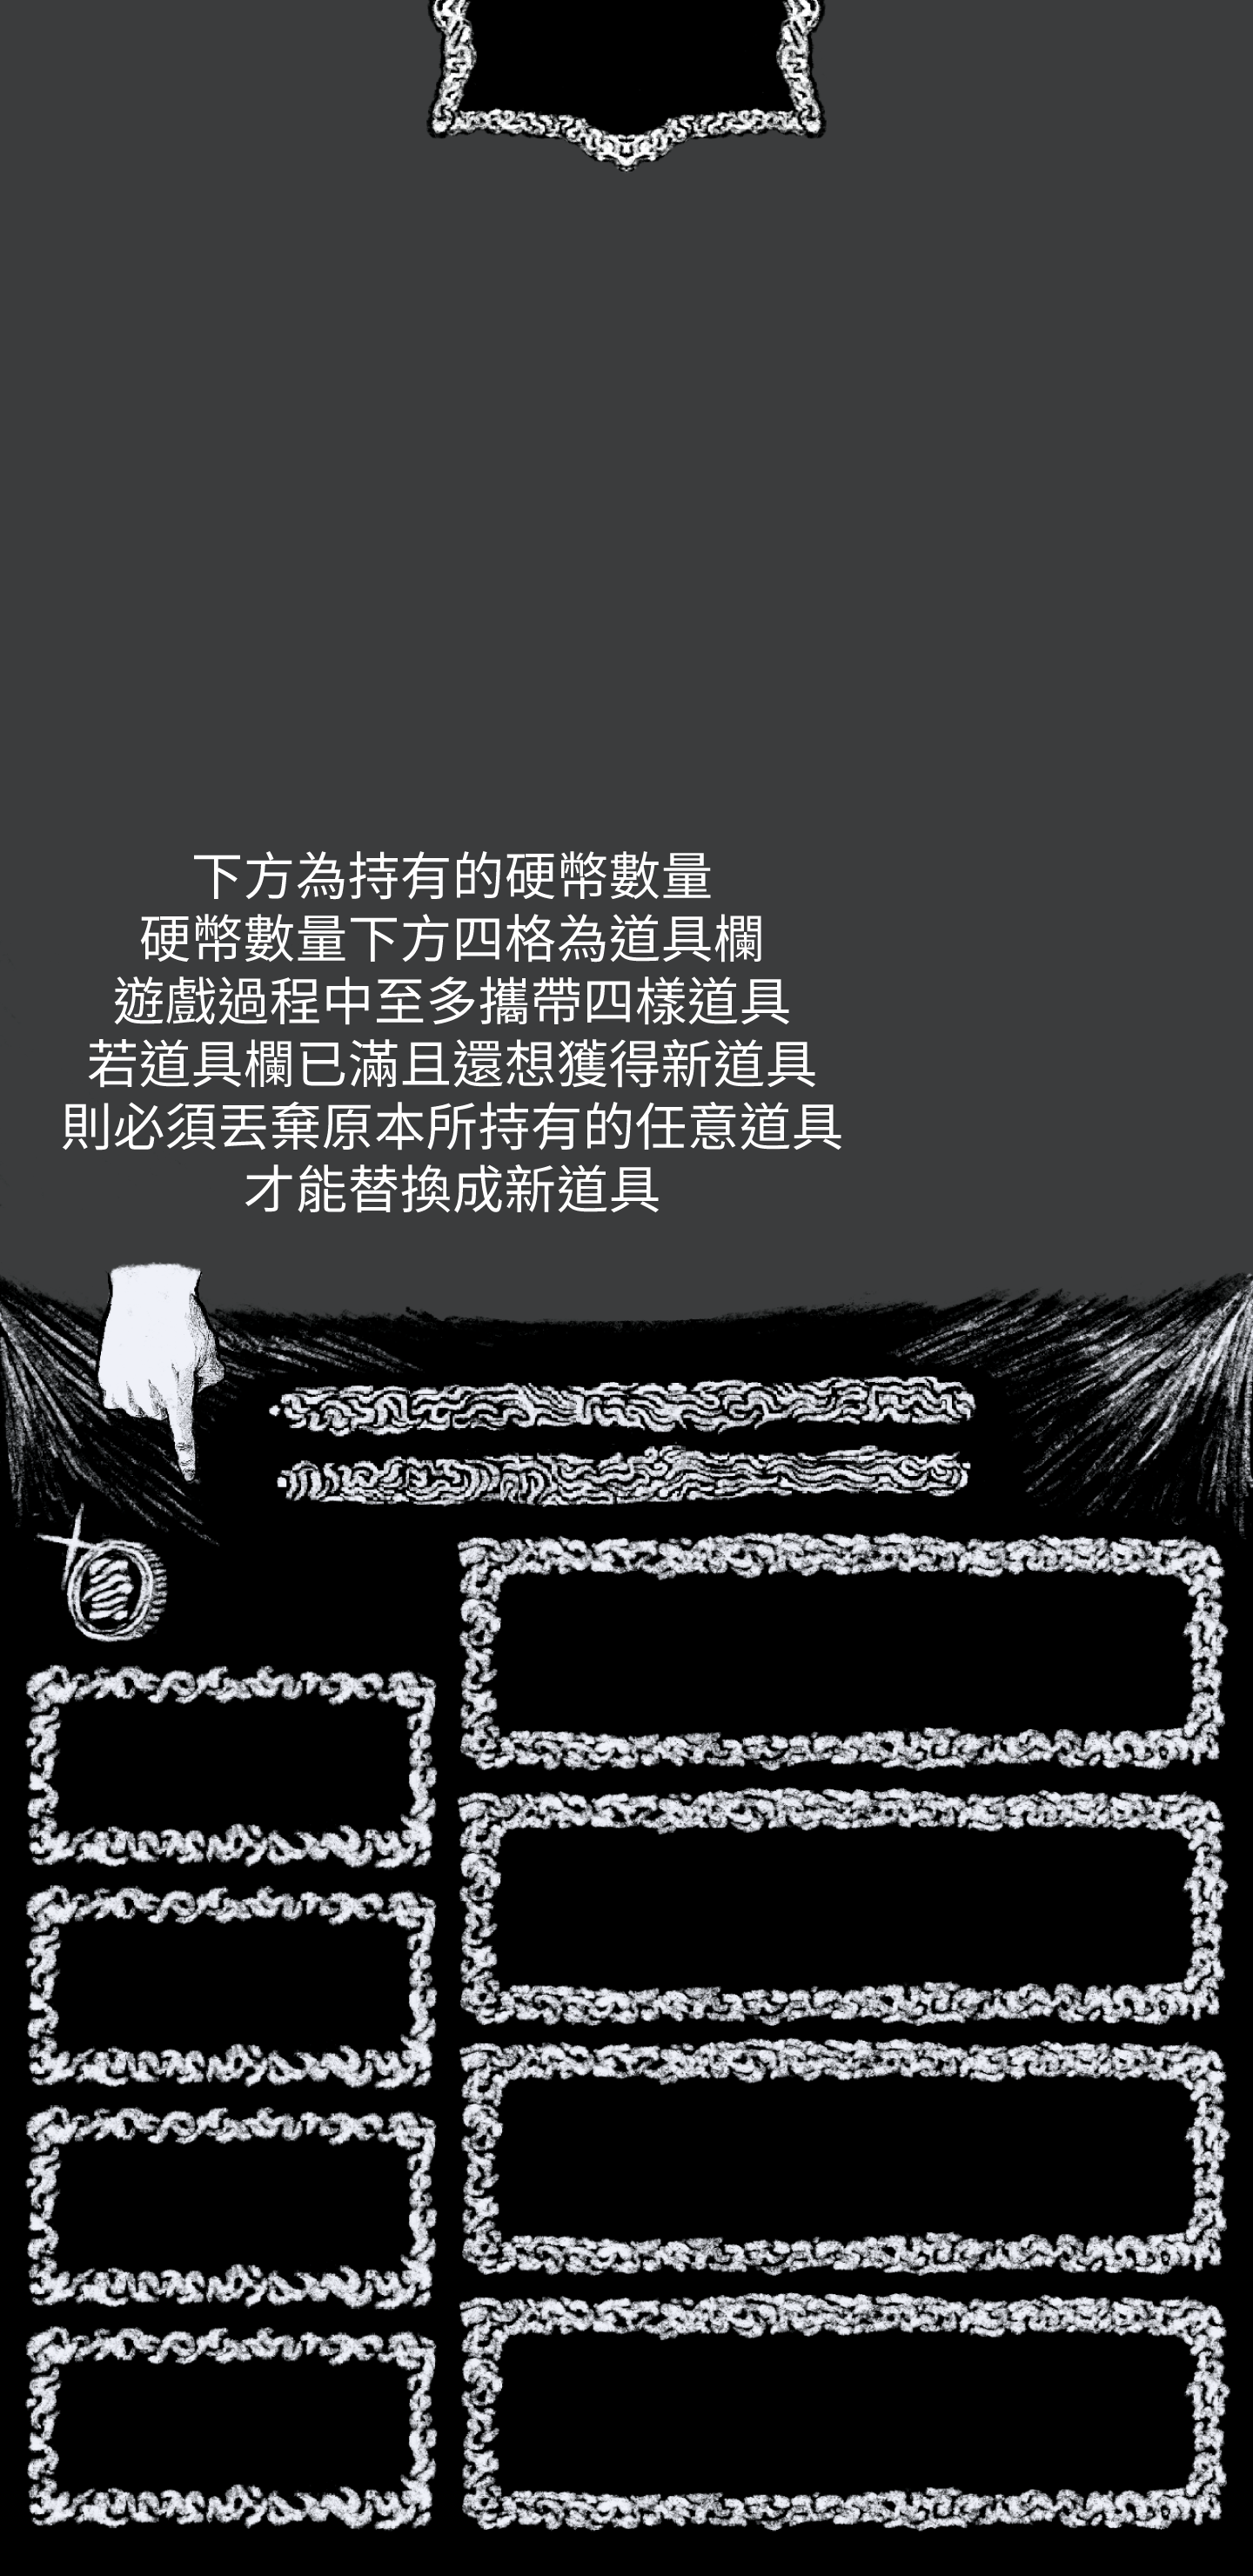 下方為持有的硬幣數量
硬幣數量下方四格為道具欄
遊戲過程中至多攜帶四樣道具
若道具欄已滿且還想獲得新道具
則必須丟棄原本所持有的任意道具
才能替換成新道具